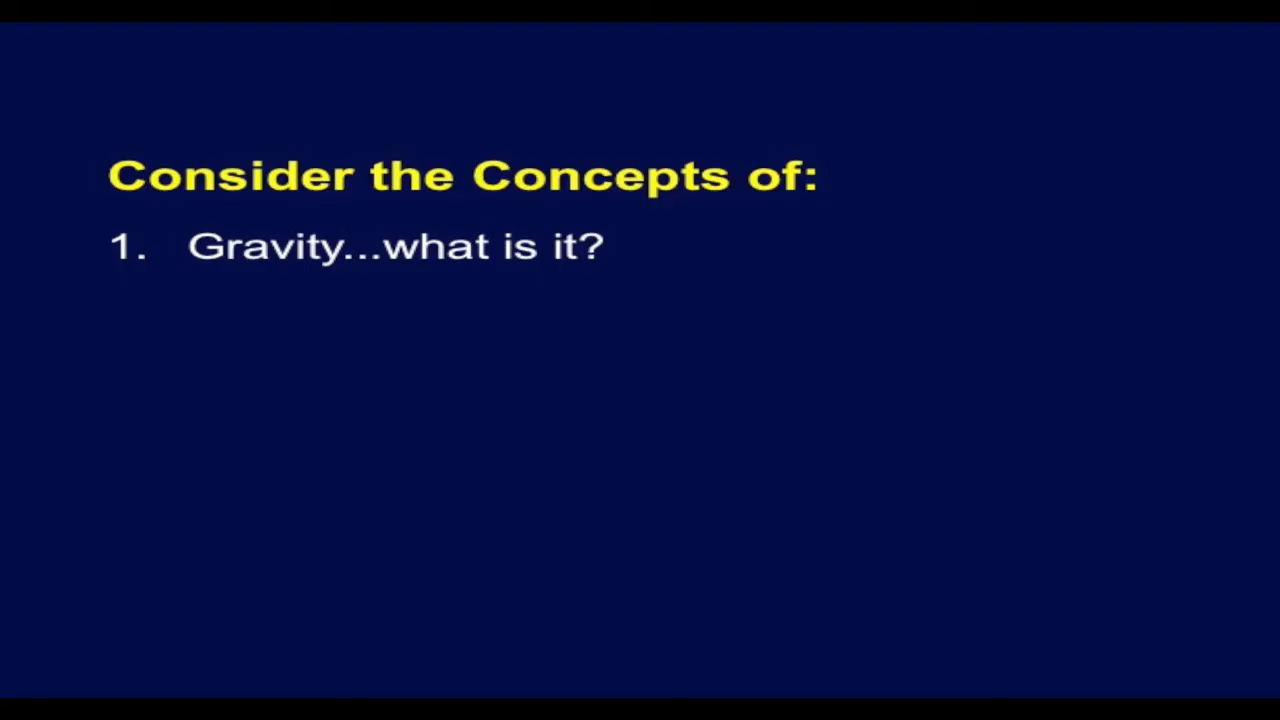 Consider the Concepts of:
1. Gravity...what is it?